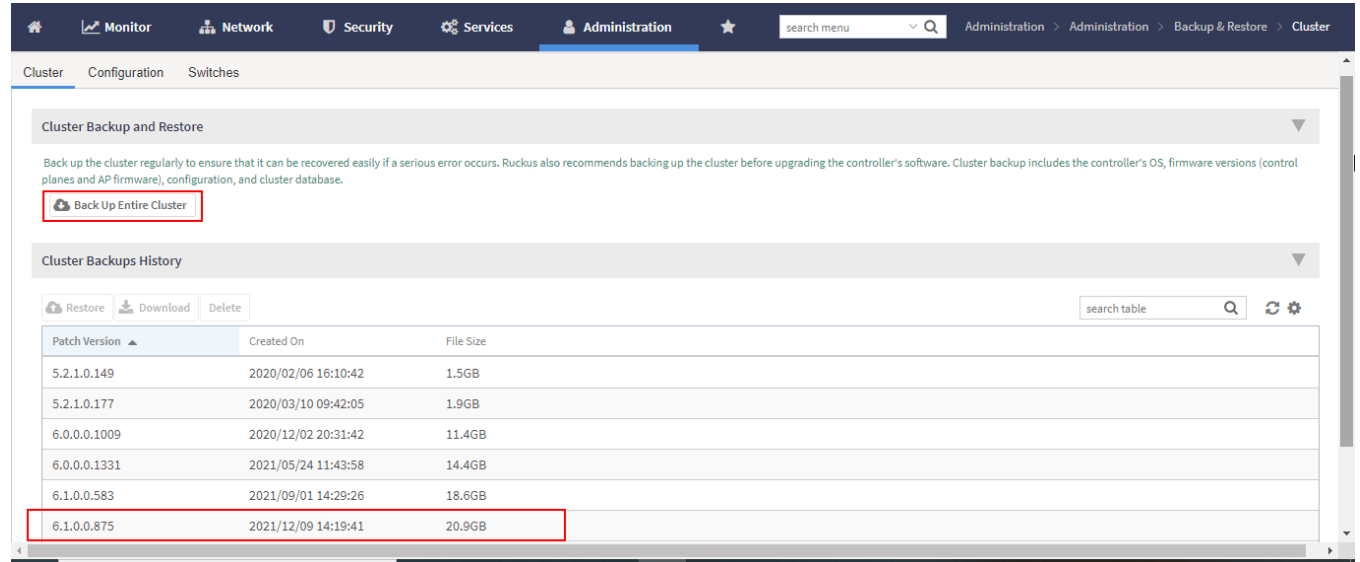 Monitor Network Security Services Administration search menu Administration > Administration > Backup & Restore > Cluster
Cluster Configuration Switches
Cluster Backup and Restore
Back up the cluster regularly to ensure that it can be recovered easily if a serious error occurs. Ruckus also recommends backing up the cluster before upgrading the controller's software. Cluster backup includes the controller's OS, firmware versions (control
planes and AP firmware), configuration, and cluster database.
Back Up Entire Cluster
Cluster Backups History
Restore Download Delete search table
Patch Version Created On File Size
5.2.1.0.149 2020/02/06 16:10:42 1.5GB
5.2.1.0.177 2020/03/10 09:42:05 1.9GB
6.0.0.0.1009 2020/12/02 20:31:42 11.4GB
6.0.0.0.1331 2021/05/24 11:43:58 14.4GB
6.1.0.0.583 2021/09/01 14:29:26 18.6GB
6.1.0.0.875 2021/12/09 14:19:41 20.9GB